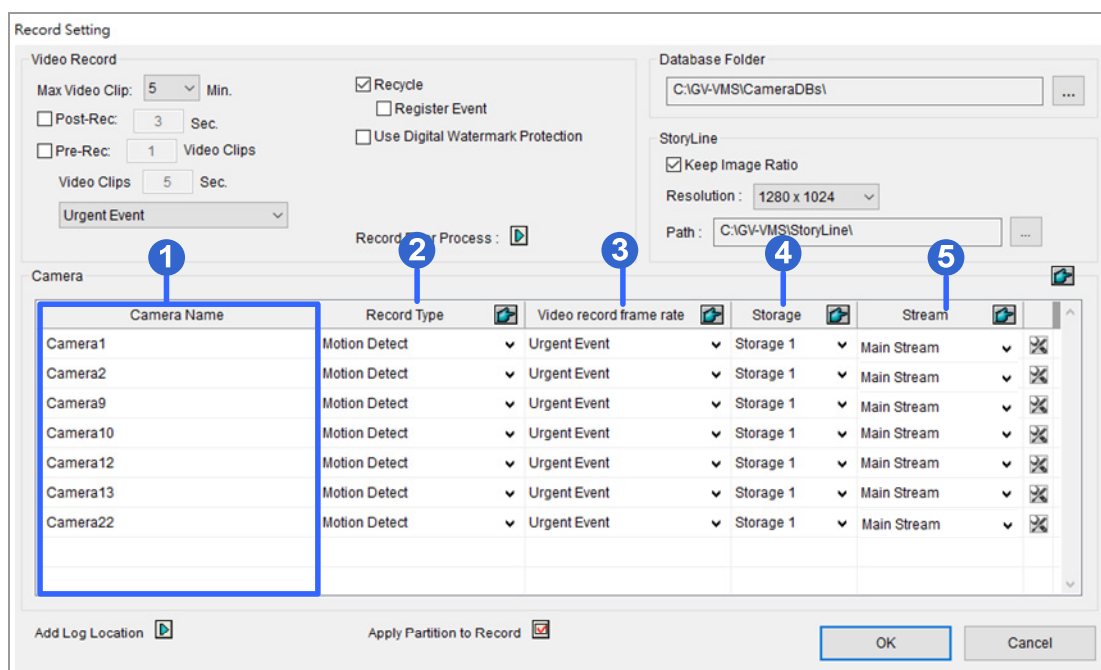 Record Setting
Video Record
Max Video Clip: 5 Min.
Post-Rec: 3 Sec.
Pre-Rec: 1 Video Clips
Video Clips 5 Sec.
Urgent Event
Recycle
Register Event
Use Digital Watermark Protection
Record Process :
Database Folder
C:\GV-VMS\CameraDBs\
...
StoryLine
Keep Image Ratio
Resolution : 1280 x 1024
Path : C:\GV-VMS\StoryLine\ ...
1
2
3
4
5
Camera
Camera Name Record Type Video record frame rate Storage Stream
Camera1 Motion Detect Urgent Event Storage 1 Main Stream
Camera2 Motion Detect Urgent Event Storage 1 Main Stream
Camera9 Motion Detect Urgent Event Storage 1 Main Stream
Camera10 Motion Detect Urgent Event Storage 1 Main Stream
Camera12 Motion Detect Urgent Event Storage 1 Main Stream
Camera13 Motion Detect Urgent Event Storage 1 Main Stream
Camera22 Motion Detect Urgent Event Storage 1 Main Stream
Add Log Location
Apply Partition to Record
OK
Cancel